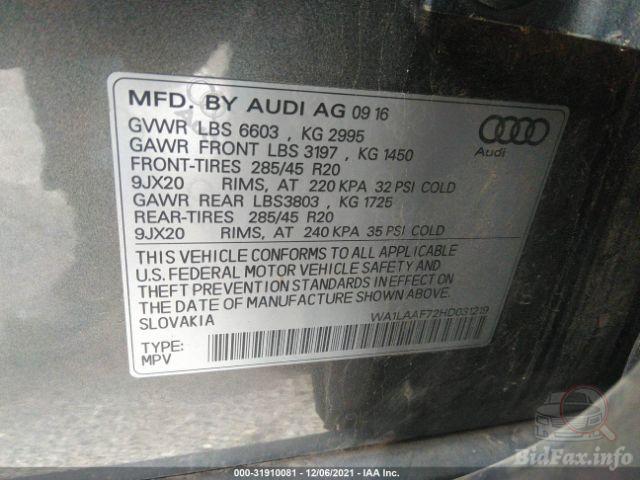 MFD. BY AUDI AG 09 16
GVWR LBS 6603 , KG 2995
GAWR FRONT LBS 3197 , KG 1450
FRONT-TIRES 285/45 R20
9JX20 RIMS, AT 220 KPA 32 PSI COLD
GAWR REAR LBS3803 , KG 1725
REAR-TIRES 285/45 R20
9JX20 RIMS, AT 240 KPA 35 PSI COLD
Audi
THIS VEHICLE CONFORMS TO ALL APPLICABLE
U.S. FEDERAL MOTOR VEHICLE SAFETY AND
THEFT PREVENTION STANDARDS IN EFFECT ON
THE DATE OF MANUFACTURE SHOWN ABOVE.
SLOVAKIA
WA1LAAF72HD031219
TYPE:
MPV
BidFax.info
000-31910081 - 12/06/2021 - IAA Inc.